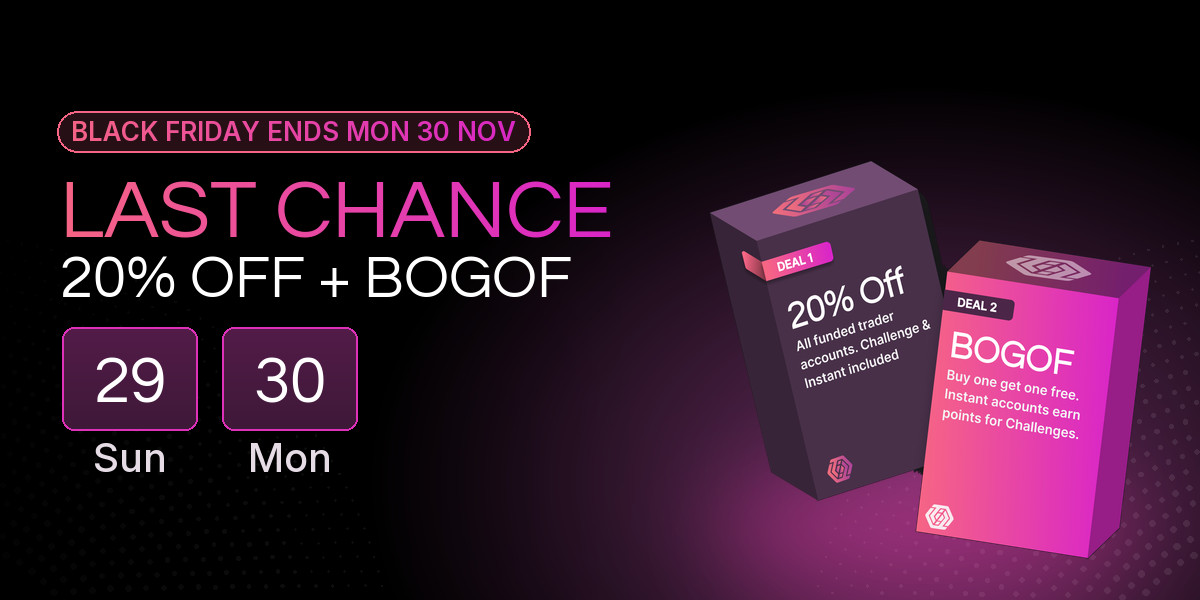 BLACK FRIDAY ENDS MON 30 NOV
LAST CHANCE
20% OFF + BOGOF
29
Sun
30
Mon
DEAL 1
20% Off
All funded trader
accounts. Challenge &
Instant included
DEAL 2
BOGOF
Buy one get one free.
Instant accounts earn
points for Challenges.